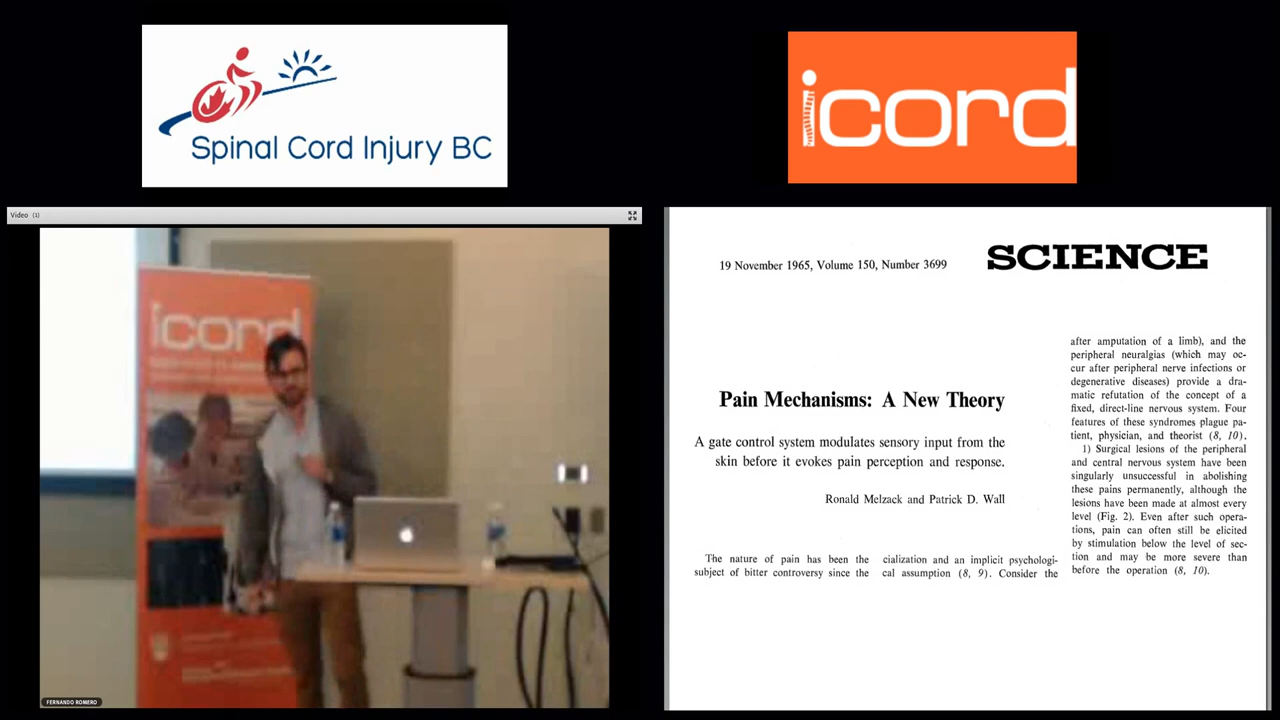 Spinal Cord Injury BC
icord
Video (1)
icord
FERNANDO ROMERO
19 November 1965, Volume 150, Number 3699
SCIENCE
Pain Mechanisms: A New Theory
A gate control system modulates sensory input from the
skin before it evokes pain perception and response.
Ronald Melzack and Patrick D. Wall
The nature of pain has been the
subject of bitter controversy since the
cialization and an implicit psychologi-
cal assumption (8, 9). Consider the
after amputation of a limb), and the
peripheral neuralgias (which may oc-
cur after peripheral nerve infections or
degenerative diseases) provide a dra-
matic refutation of the concept of a
fixed, direct-line nervous system. Four
features of these syndromes plague pa-
tient, physician, and theorist (8, 10).
1) Surgical lesions of the peripheral
and central nervous system have been
singularly unsuccessful in abolishing
these pains permanently, although the
lesions have been made at almost every
level (Fig. 2). Even after such opera-
tions, pain can often still be elicited
by stimulation below the level of sec-
tion and may be more severe than
before the operation (8, 10).